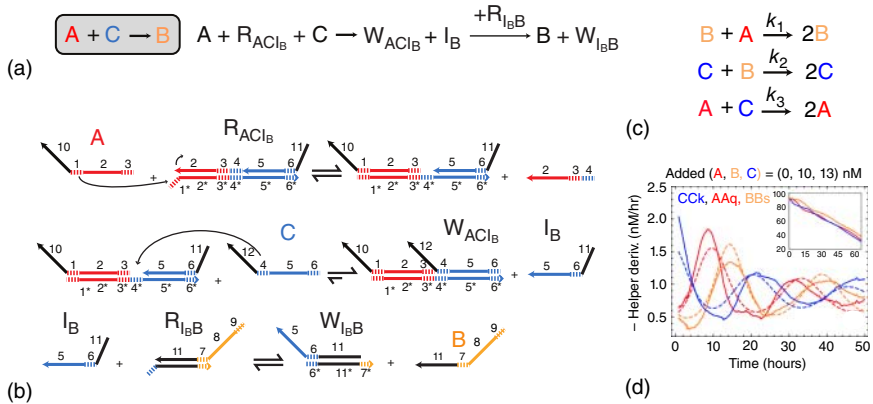 A + C → B
A + R_ACI_B + C → W_ACI_B + I_B —+R_I_BB→ B + W_I_BB
(a)
B + A k₁→ 2B
C + B k₂→ 2C
A + C k₃→ 2A
(c)
A R_ACI_B
10 1 2 3 + 2 3 4 5 6 11 ⇌ 10 1 2 3 5 6 11 + 2 3 4
1* 2* 3* 4* 5* 6* 1* 2* 3* 4* 5* 6*
C W_ACI_B I_B
10 1 2 3 5 6 11 + 12 4 5 6 ⇌ 10 1 2 12 3 4 5 6 + 5 6 11
1* 2* 3* 4* 5* 6* 1* 2* 3* 4* 5* 6*
I_B R_I_BB W_I_BB B
5 6 11 + 11 7 8 9 ⇌ 5 6 11 + 11 7 8 9
6* 11* 7*
(b)
Added (A, B, C) = (0, 10, 13) nM
CCk, AAq, BBs
− Helper deriv. (nM/hr)
2.5
2.0
1.5
1.0
0.5
100
80
60
40
20
0 20 40 60
0 10 20 30 40 50
Time (hours)
(d)